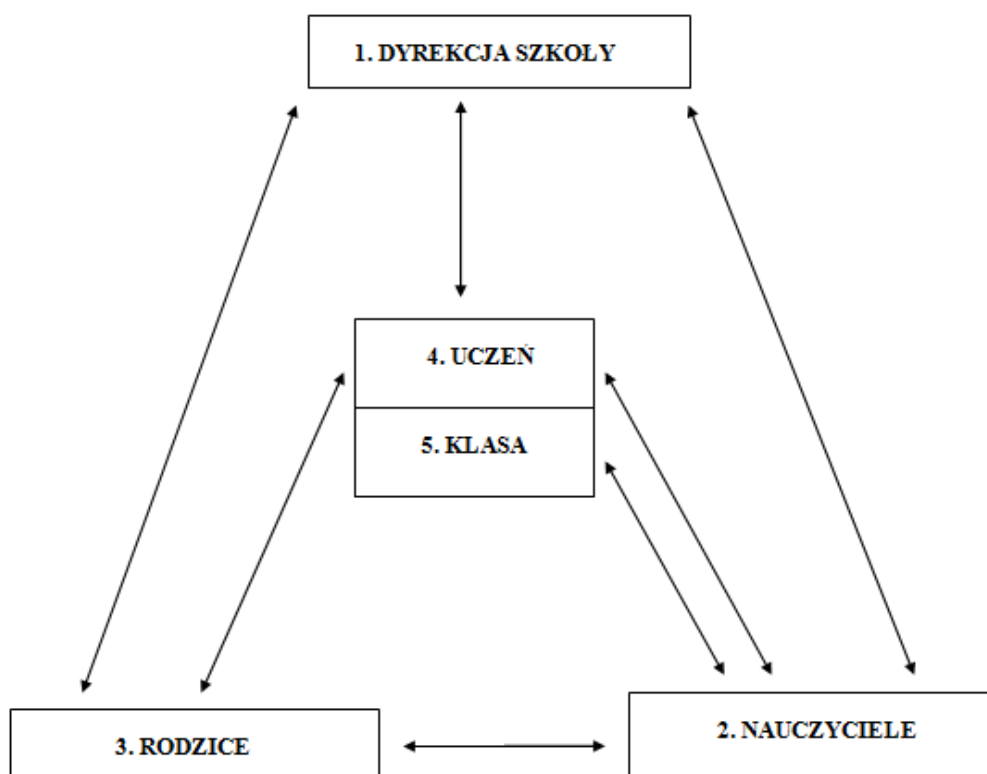 1. DYREKCJA SZKOŁY
4. UCZEŃ
5. KLASA
3. RODZICE
2. NAUCZYCIELE